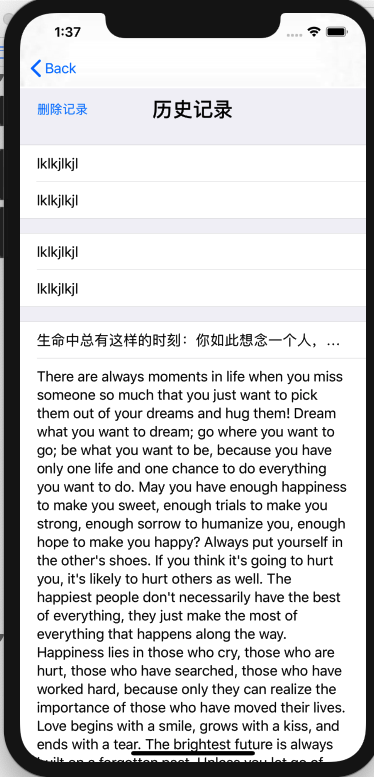 1:37
Back
删除记录 历史记录
lklkjlkjl
lklkjlkjl
lklkjlkjl
lklkjlkjl
生命中总有这样的时刻：你如此想念一个人，...
There are always moments in life when you miss
someone so much that you just want to pick
them out of your dreams and hug them! Dream
what you want to dream; go where you want to
go; be what you want to be, because you have
only one life and one chance to do everything
you want to do. May you have enough happiness
to make you sweet, enough trials to make you
strong, enough sorrow to humanize you, enough
hope to make you happy? Always put yourself in
the other's shoes. If you think it's going to hurt
you, it's likely to hurt others as well. The
happiest people don't necessarily have the best
of everything, they just make the most of
everything that happens along the way.
Happiness lies in those who cry, those who are
hurt, those who have searched, those who have
worked hard, because only they can realize the
importance of those who have moved their lives.
Love begins with a smile, grows with a kiss, and
ends with a tear. The brightest future is always
built on a forgotten past. Unless you let go of